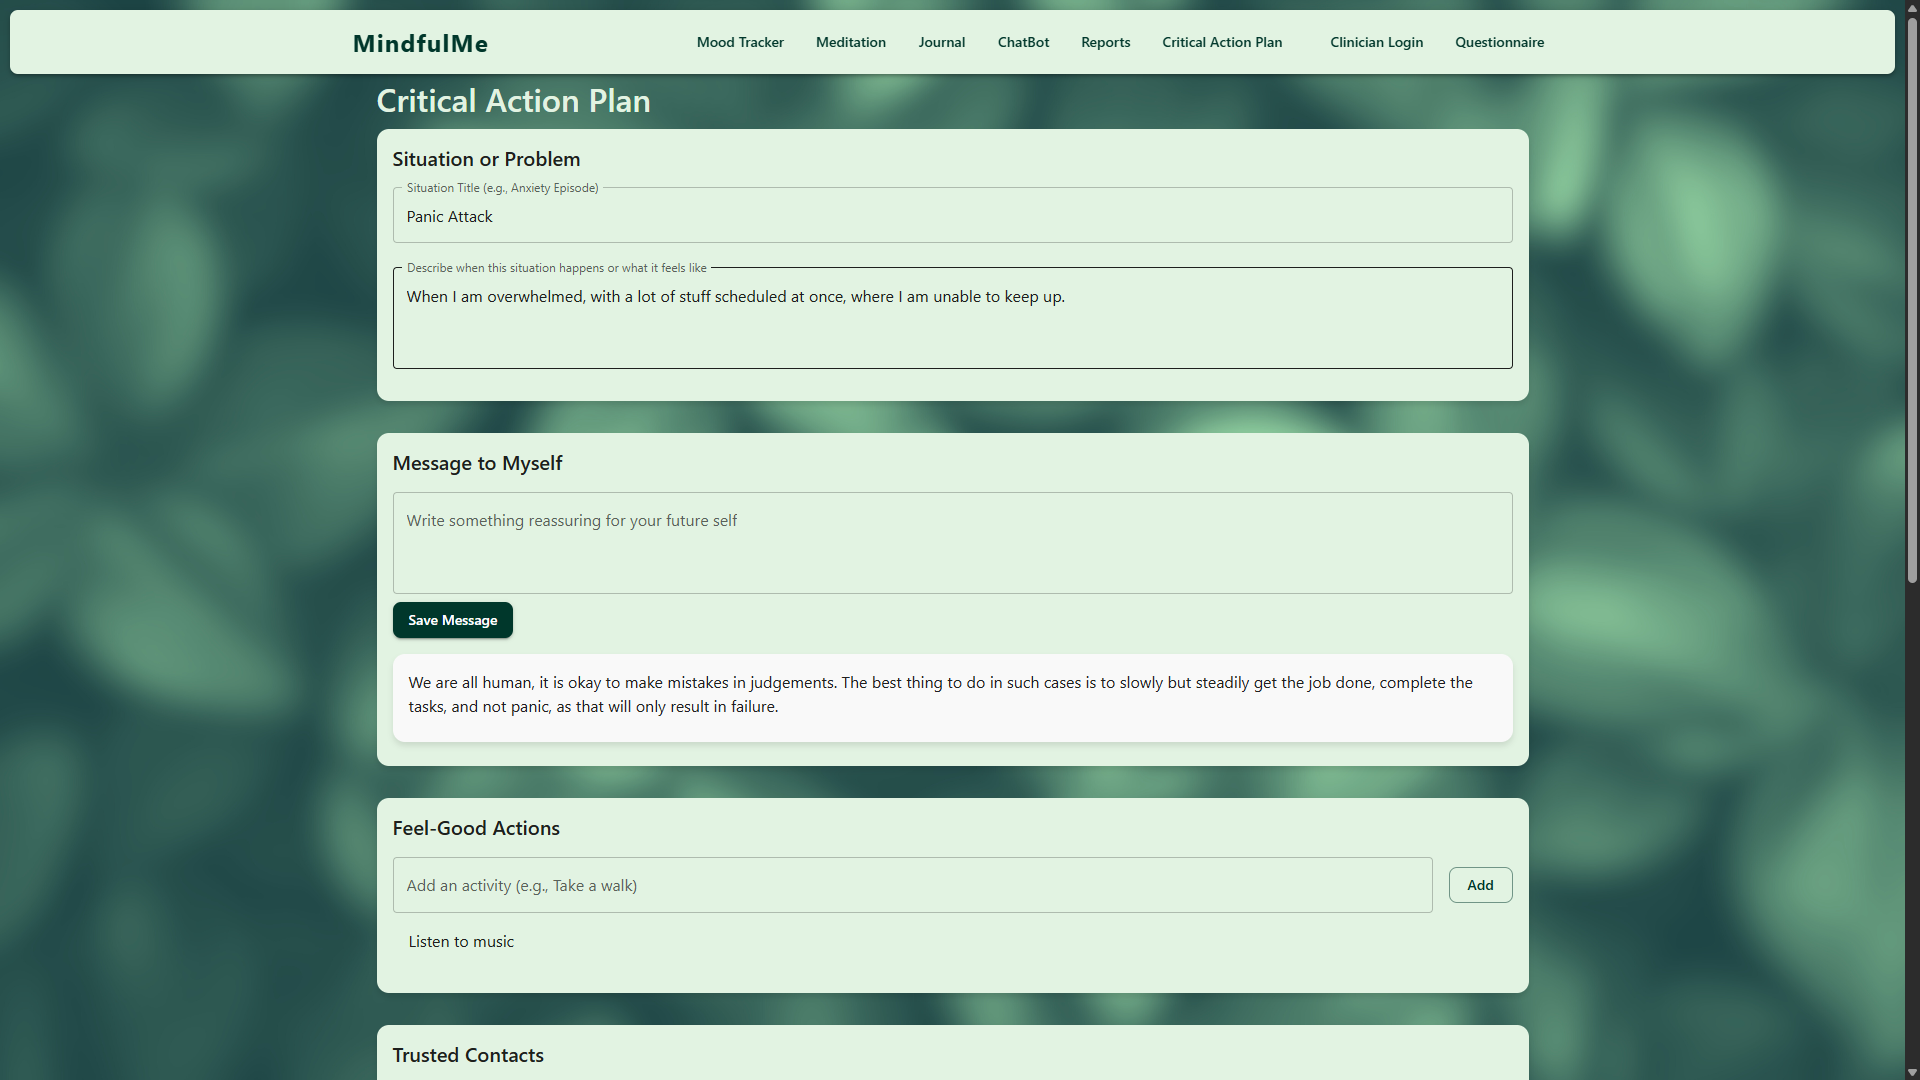 MindfulMe
Mood Tracker
Meditation
Journal
ChatBot
Reports
Critical Action Plan
Clinician Login
Questionnaire
Critical Action Plan
Situation or Problem
Situation Title (e.g., Anxiety Episode)
Panic Attack
Describe when this situation happens or what it feels like
When I am overwhelmed, with a lot of stuff scheduled at once, where I am unable to keep up.
Message to Myself
Write something reassuring for your future self
Save Message
We are all human, it is okay to make mistakes in judgements. The best thing to do in such cases is to slowly but steadily get the job done, complete the
tasks, and not panic, as that will only result in failure.
Feel-Good Actions
Add an activity (e.g., Take a walk)
Add
Listen to music
Trusted Contacts